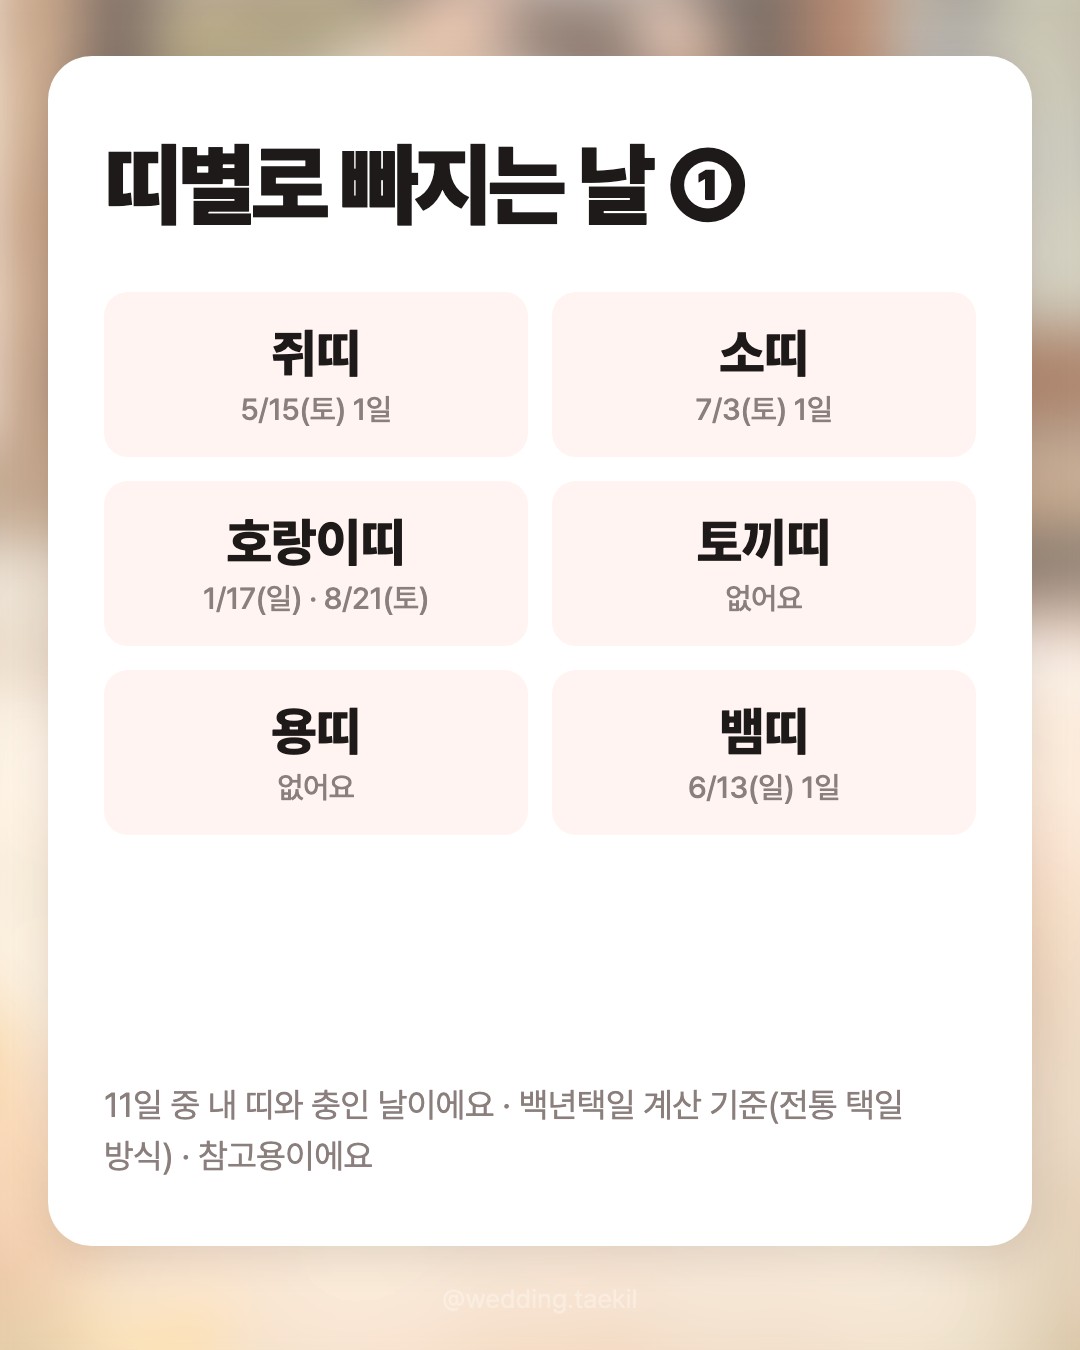 띠별로 빠지는 날 ①
쥐띠
5/15(토) 1일
소띠
7/3(토) 1일
호랑이띠
1/17(일) · 8/21(토)
토끼띠
없어요
용띠
없어요
뱀띠
6/13(일) 1일
11일 중 내 띠와 충인 날이에요 · 백년택일 계산 기준(전통 택일
방식) · 참고용이에요
@wedding.taekil